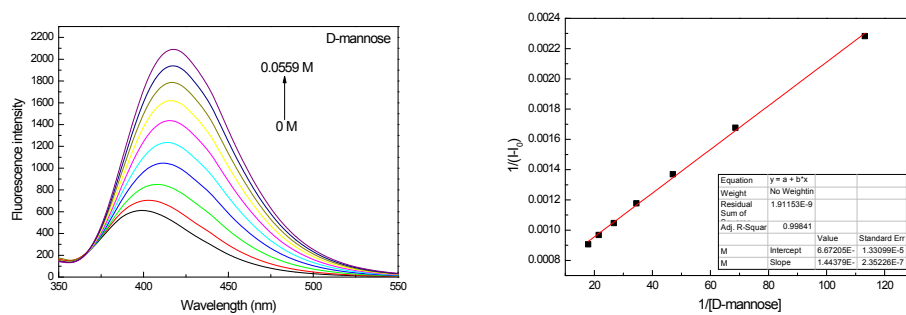 D-mannose
0.0559 M
0 M
Fluorescence intensity
2200
2000
1800
1600
1400
1200
1000
800
600
400
200
0
350
400
450
500
550
Wavelength (nm)
1/(I-I0)
0.0024
0.0022
0.0020
0.0018
0.0016
0.0014
0.0012
0.0010
0.0008
20
40
60
80
100
120
1/[D-mannose]
Equation y = a + b*x
Weight No Weightin
Residual Sum of 1.91153E-9
Adj. R-Squar 0.99841
Value Standard Err
M Intercept 6.67205E- 1.33099E-5
M Slope 1.44379E- 2.35226E-7